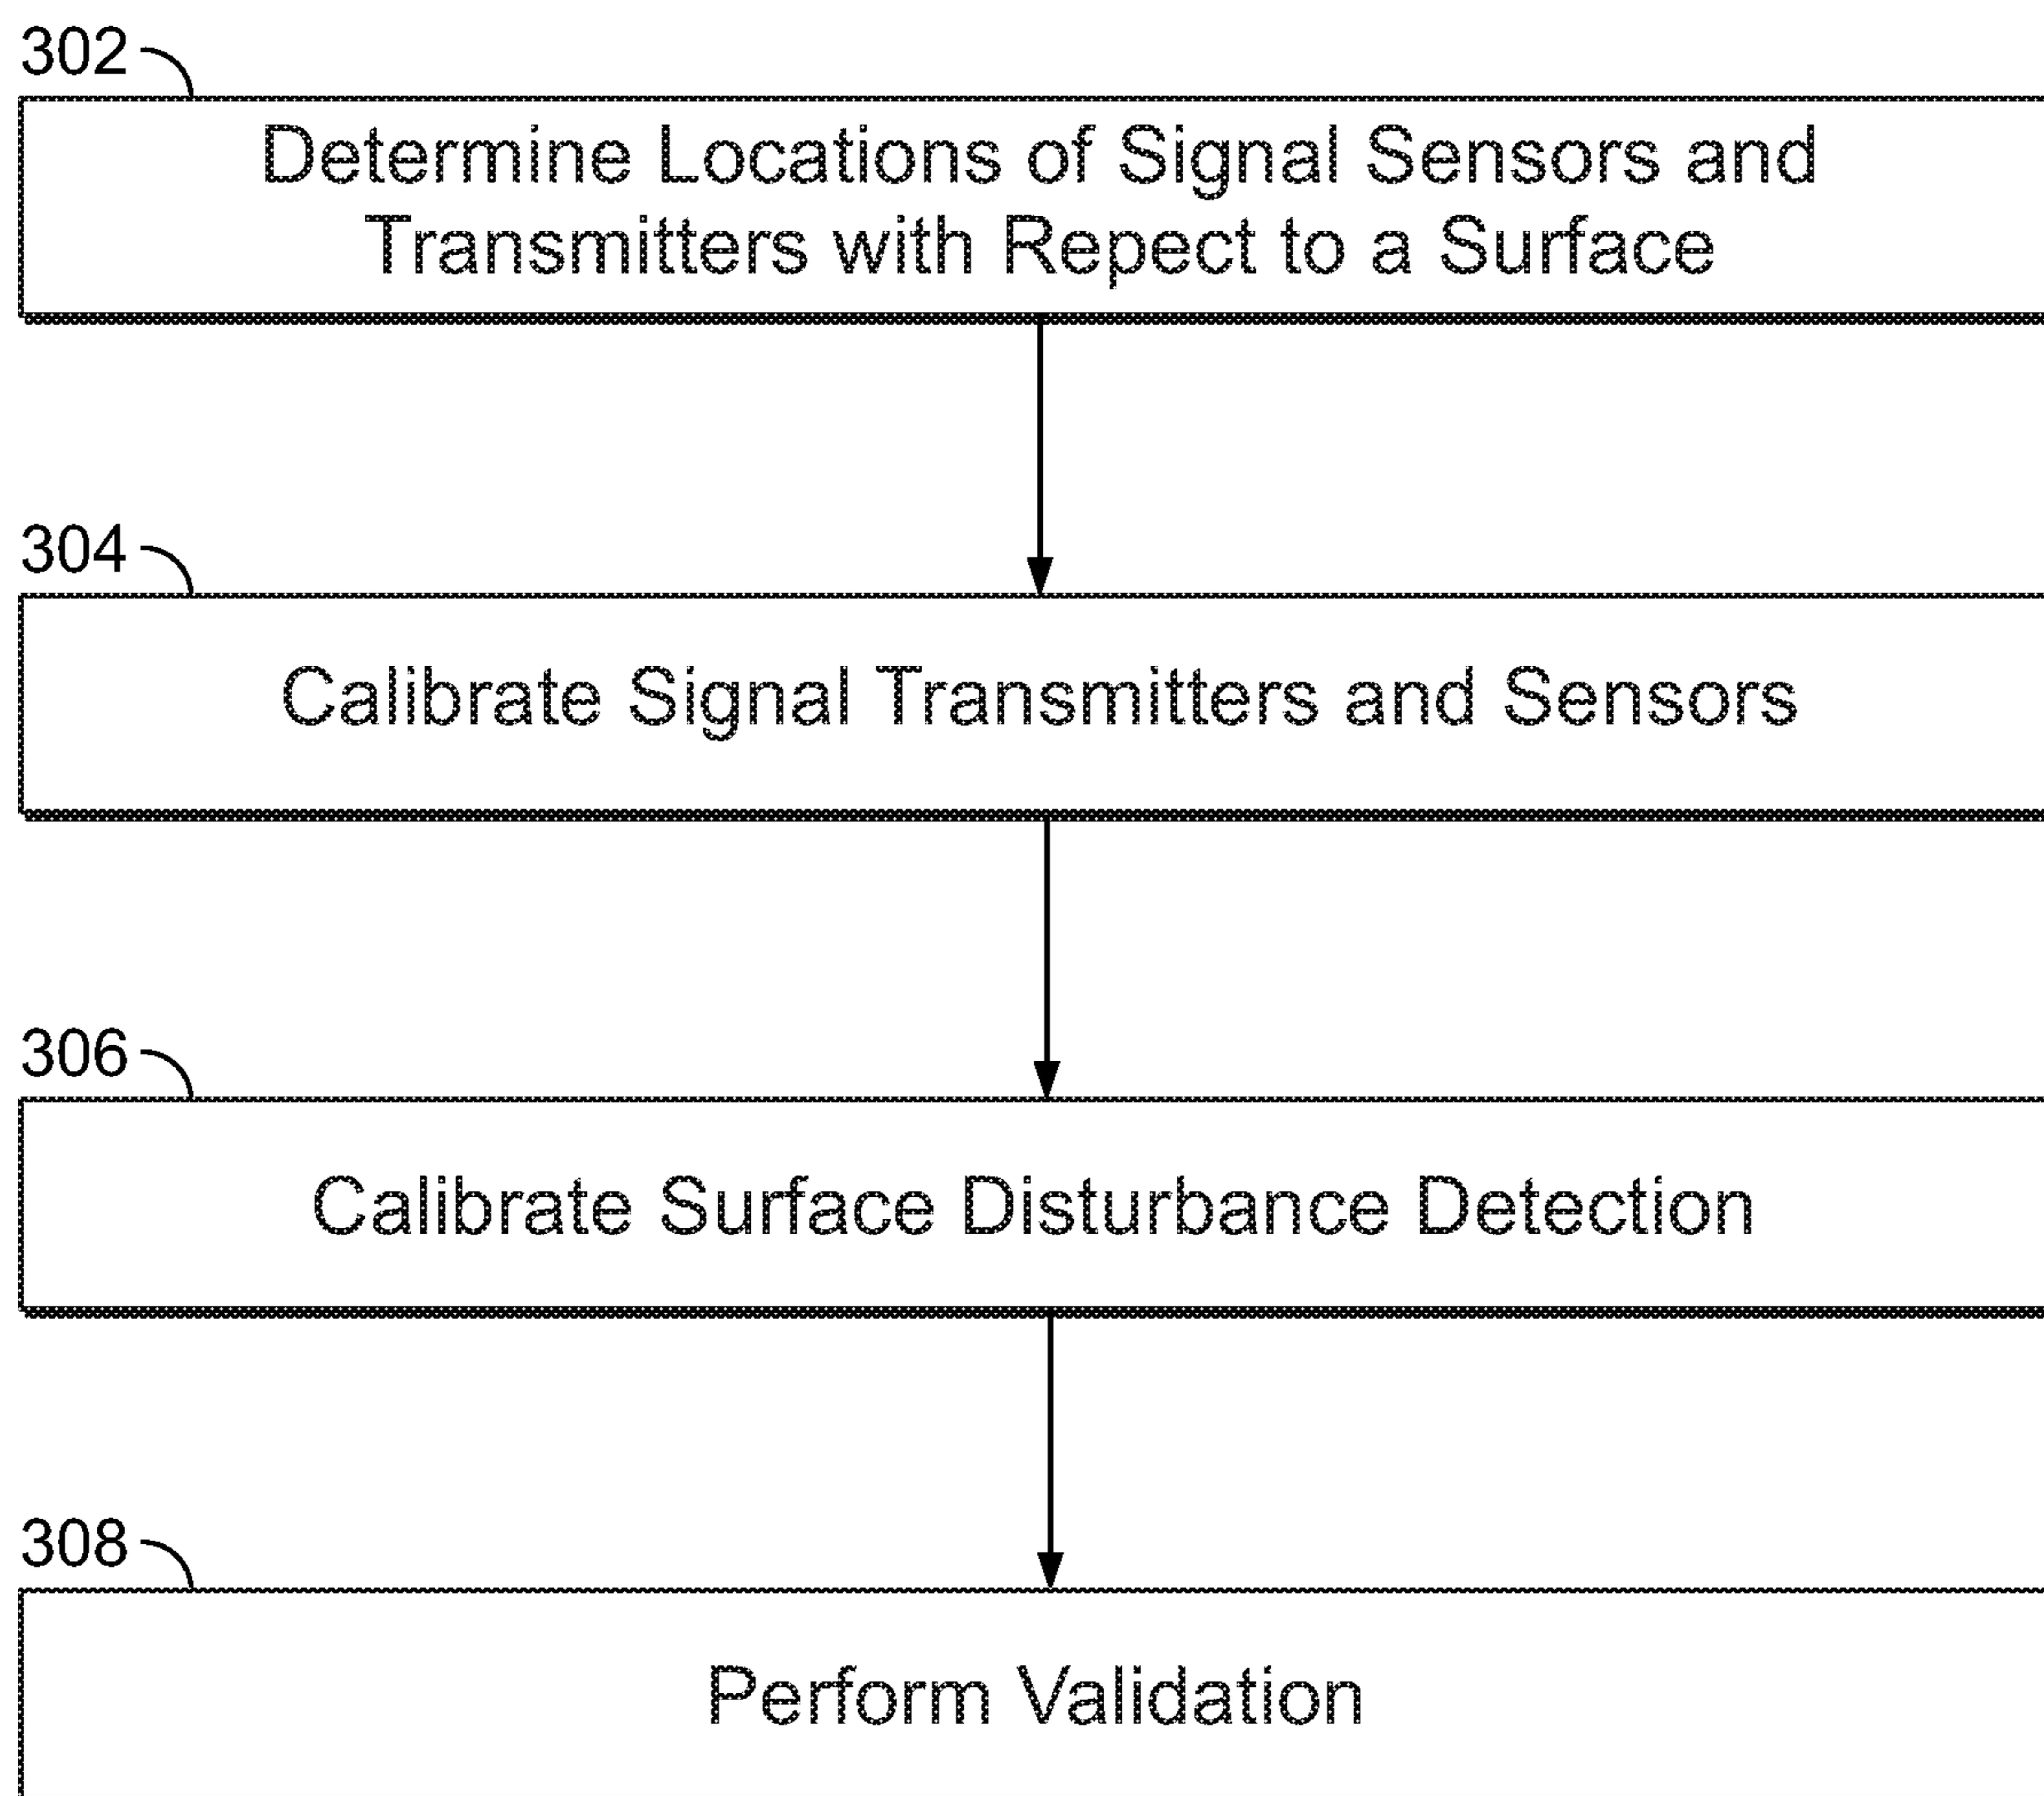 302
Determine Locations of Signal Sensors and
Transmitters with Repect to a Surface
304
Calibrate Signal Transmitters and Sensors
306
Calibrate Surface Disturbance Detection
308
Perform Validation